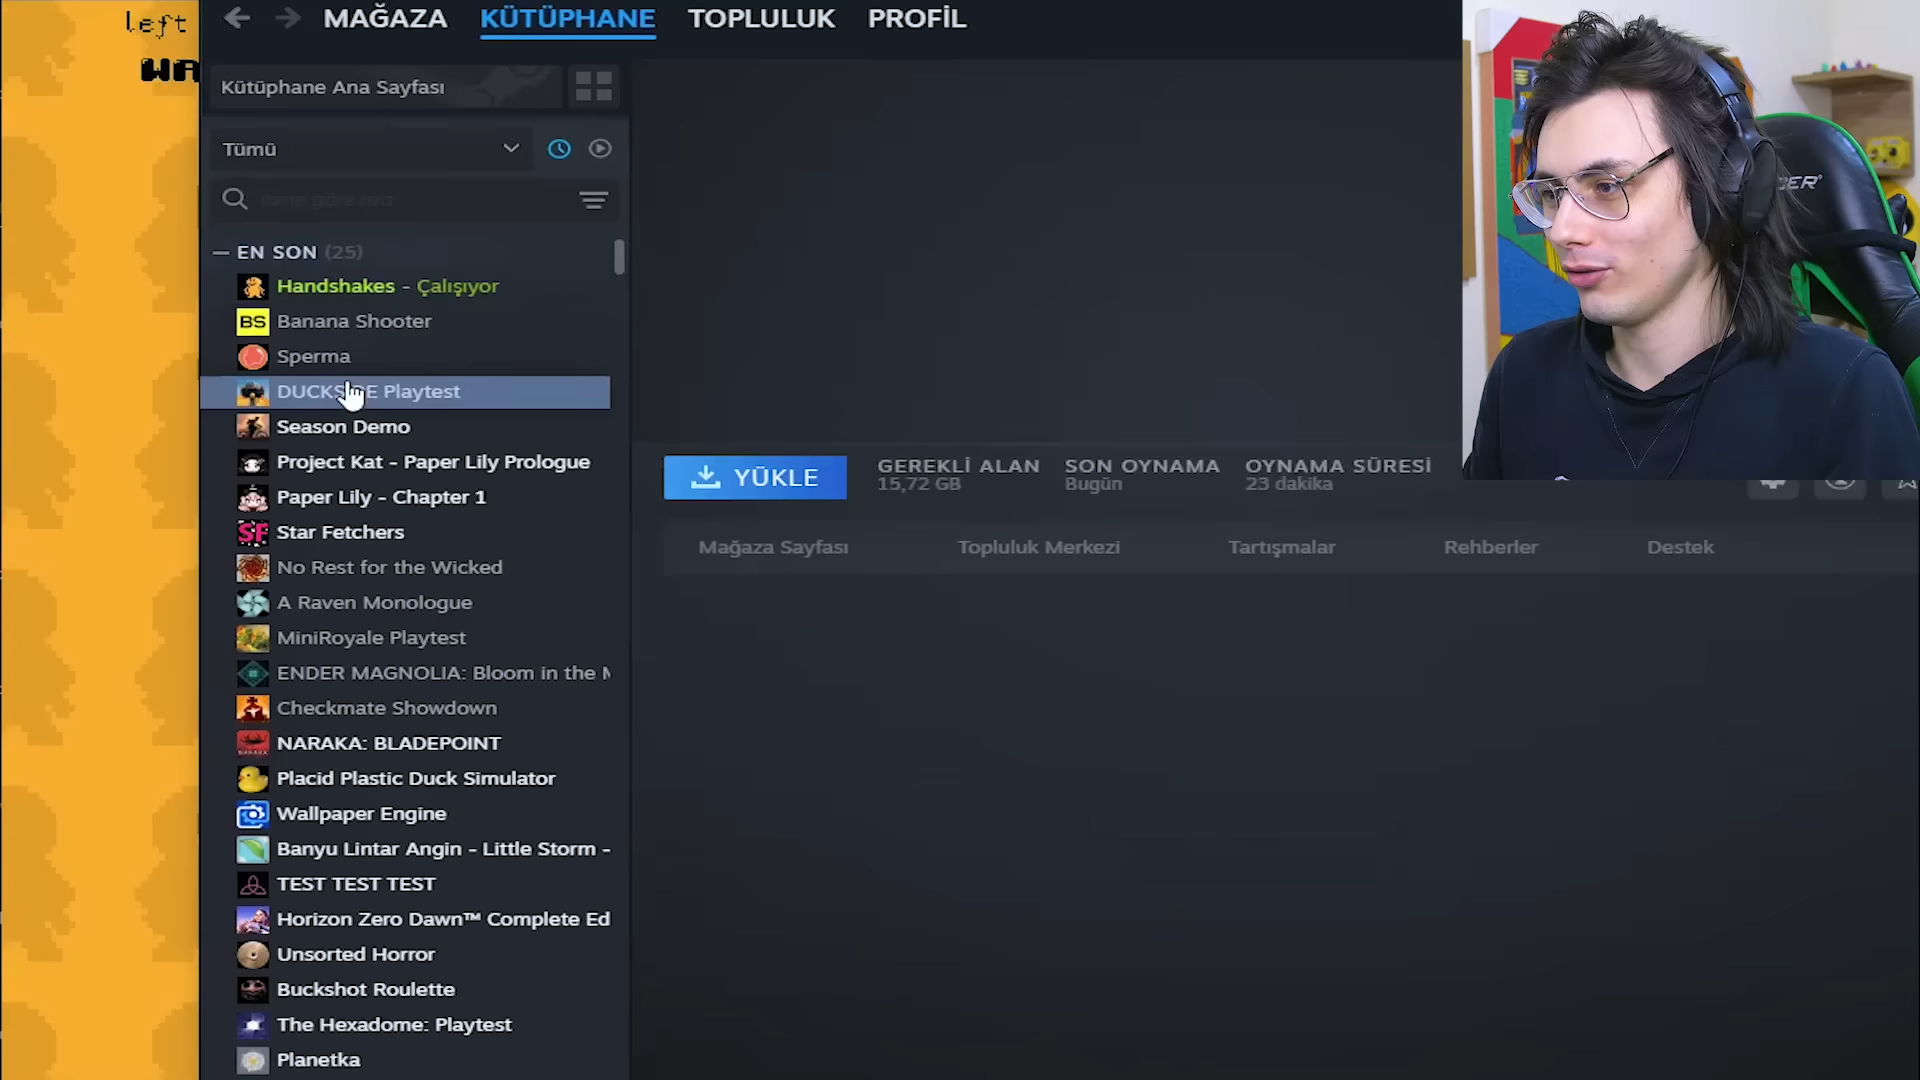 left
MAĞAZA KÜTÜPHANE TOPLULUK PROFİL
Kütüphane Ana Sayfası
Tümü
EN SON (25)
Handshakes - Çalışıyor
BS Banana Shooter
Sperma
Playtest
Season Demo
Project Kat - Paper Lily Prologue
Paper Lily - Chapter 1
SF Star Fetchers
No Rest for the Wicked
A Raven Monologue
MiniRoyale Playtest
ENDER MAGNOLIA: Bloom in the M
Checkmate Showdown
NARAKA: BLADEPOINT
Placid Plastic Duck Simulator
Wallpaper Engine
Banyu Lintar Angin - Little Storm -
TEST TEST TEST
Horizon Zero Dawn™ Complete Ed
Unsorted Horror
Buckshot Roulette
The Hexadome: Playtest
Planetka
YÜKLE
GEREKLİ ALAN
15,72 GB
SON OYNAMA
Bugün
OYNAMA SÜRESİ
23 dakika
Mağaza Sayfası Topluluk Merkezi Tartışmalar Rehberler Destek